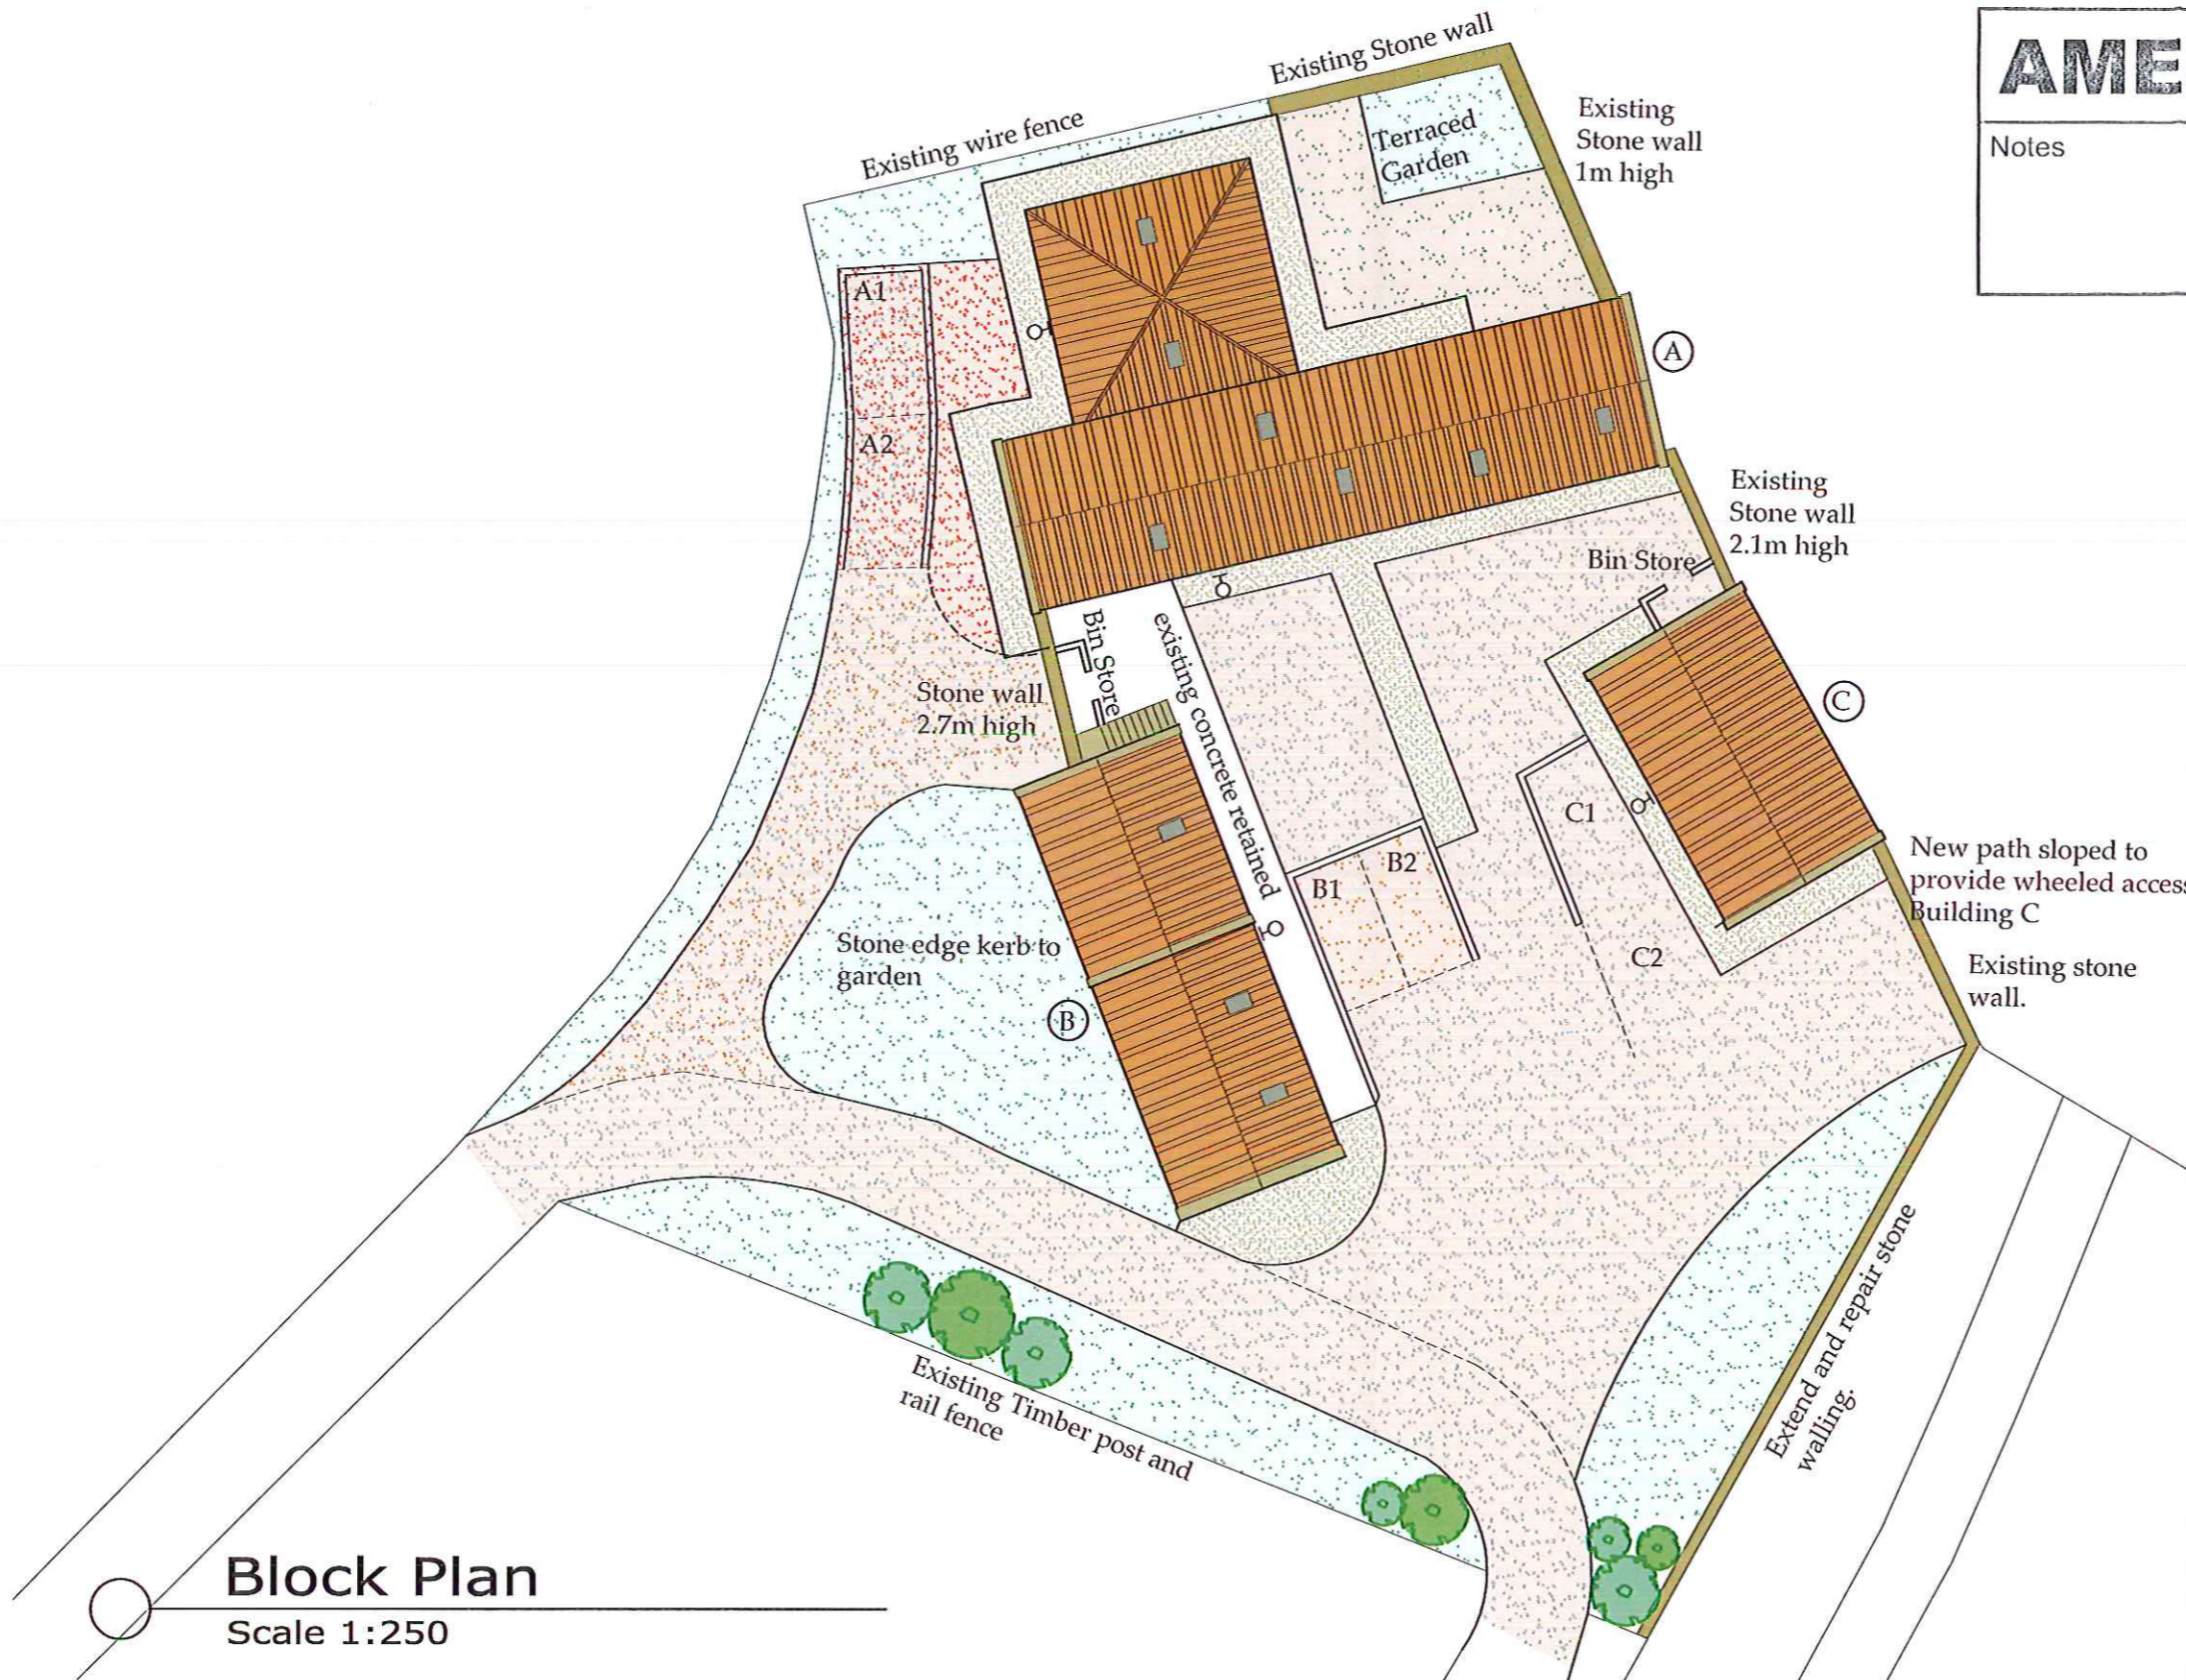 Existing Stone wall
AME
Notes
Existing
Stone wall
1m high
Existing wire fence
Terraced
Garden
A1
A
A2
Existing
Stone wall
2.1m high
Bin Store
Bin Store
existing concrete retained
Stone wall
2.7m high
C
C1
B2
B1
New path sloped to
provide wheeled access
Building C
Stone edge kerb to
garden
C2
Existing stone
wall.
B
Extend and repair stone
walling.
Existing Timber post and
rail fence
Block Plan
Scale 1:250